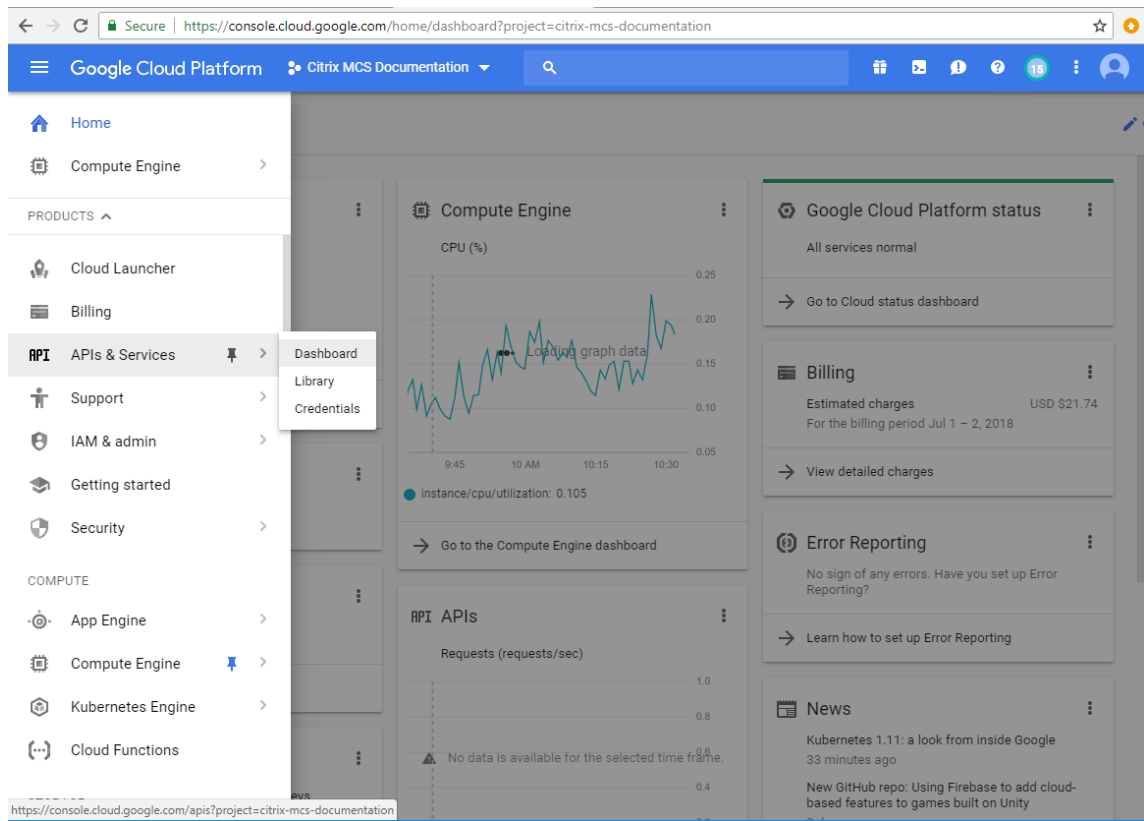 Secure | https://console.cloud.google.com/home/dashboard?project=citrix-mcs-documentation
Google Cloud Platform
Citrix MCS Documentation
15
Home
Compute Engine
PRODUCTS
Cloud Launcher
Billing
API APIs & Services
Support
IAM & admin
Getting started
Security
COMPUTE
App Engine
Compute Engine
Kubernetes Engine
Cloud Functions
https://console.cloud.google.com/apis?project=citrix-mcs-documentation
Dashboard
Library
Credentials
Compute Engine
CPU (%)
0.25
0.20
Loading graph data
0.15
0.10
0.05
9:45 10 AM 10:15 10:30
instance/cpu/utilization: 0.105
Go to the Compute Engine dashboard
API APIs
Requests (requests/sec)
1.0
0.8
No data is available for the selected time frame.
0.6
0.4
Google Cloud Platform status
All services normal
Go to Cloud status dashboard
Billing
Estimated charges USD $21.74
For the billing period Jul 1 – 2, 2018
View detailed charges
Error Reporting
No sign of any errors. Have you set up Error
Reporting?
Learn how to set up Error Reporting
News
Kubernetes 1.11: a look from inside Google
33 minutes ago
New GitHub repo: Using Firebase to add cloud-
based features to games built on Unity